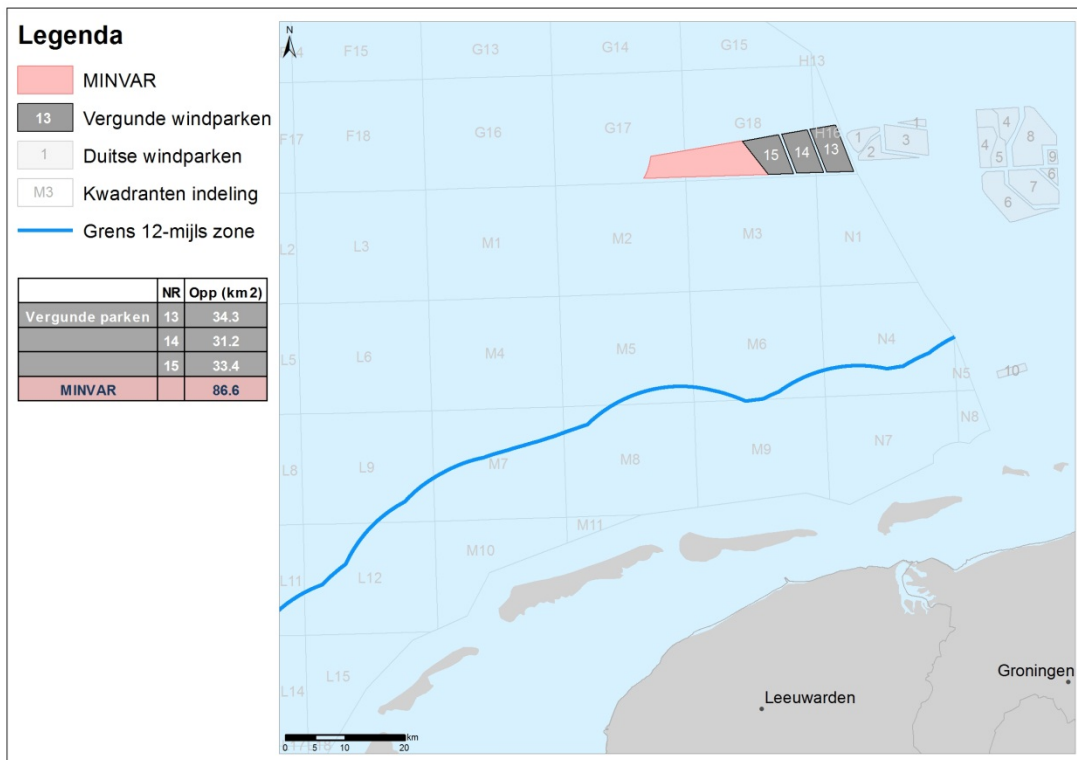 Legenda
MINVAR
13 Vergunde windparken
1 Duitse windparken
M3 Kwadranten indeling
Grens 12-mijls zone
NR Opp (km2)
Vergunde parken 13 34.3
14 31.2
15 33.4
MINVAR 86.6
N
F15 G13 G14 G15
H13
F17 F18 G16 G17 G18 H16
15 14 13
1 2 3 1
4 4 5 8 9 6 7 6
L2 L3 M1 M2 M3 N1
L5 L6 M4 M5 M6 N4 N5 10
L8 L9 M7 M8 M9 N7 N8
L11 L12 M10 M11
L14 L15
Groningen
Leeuwarden
km
0 5 10 20